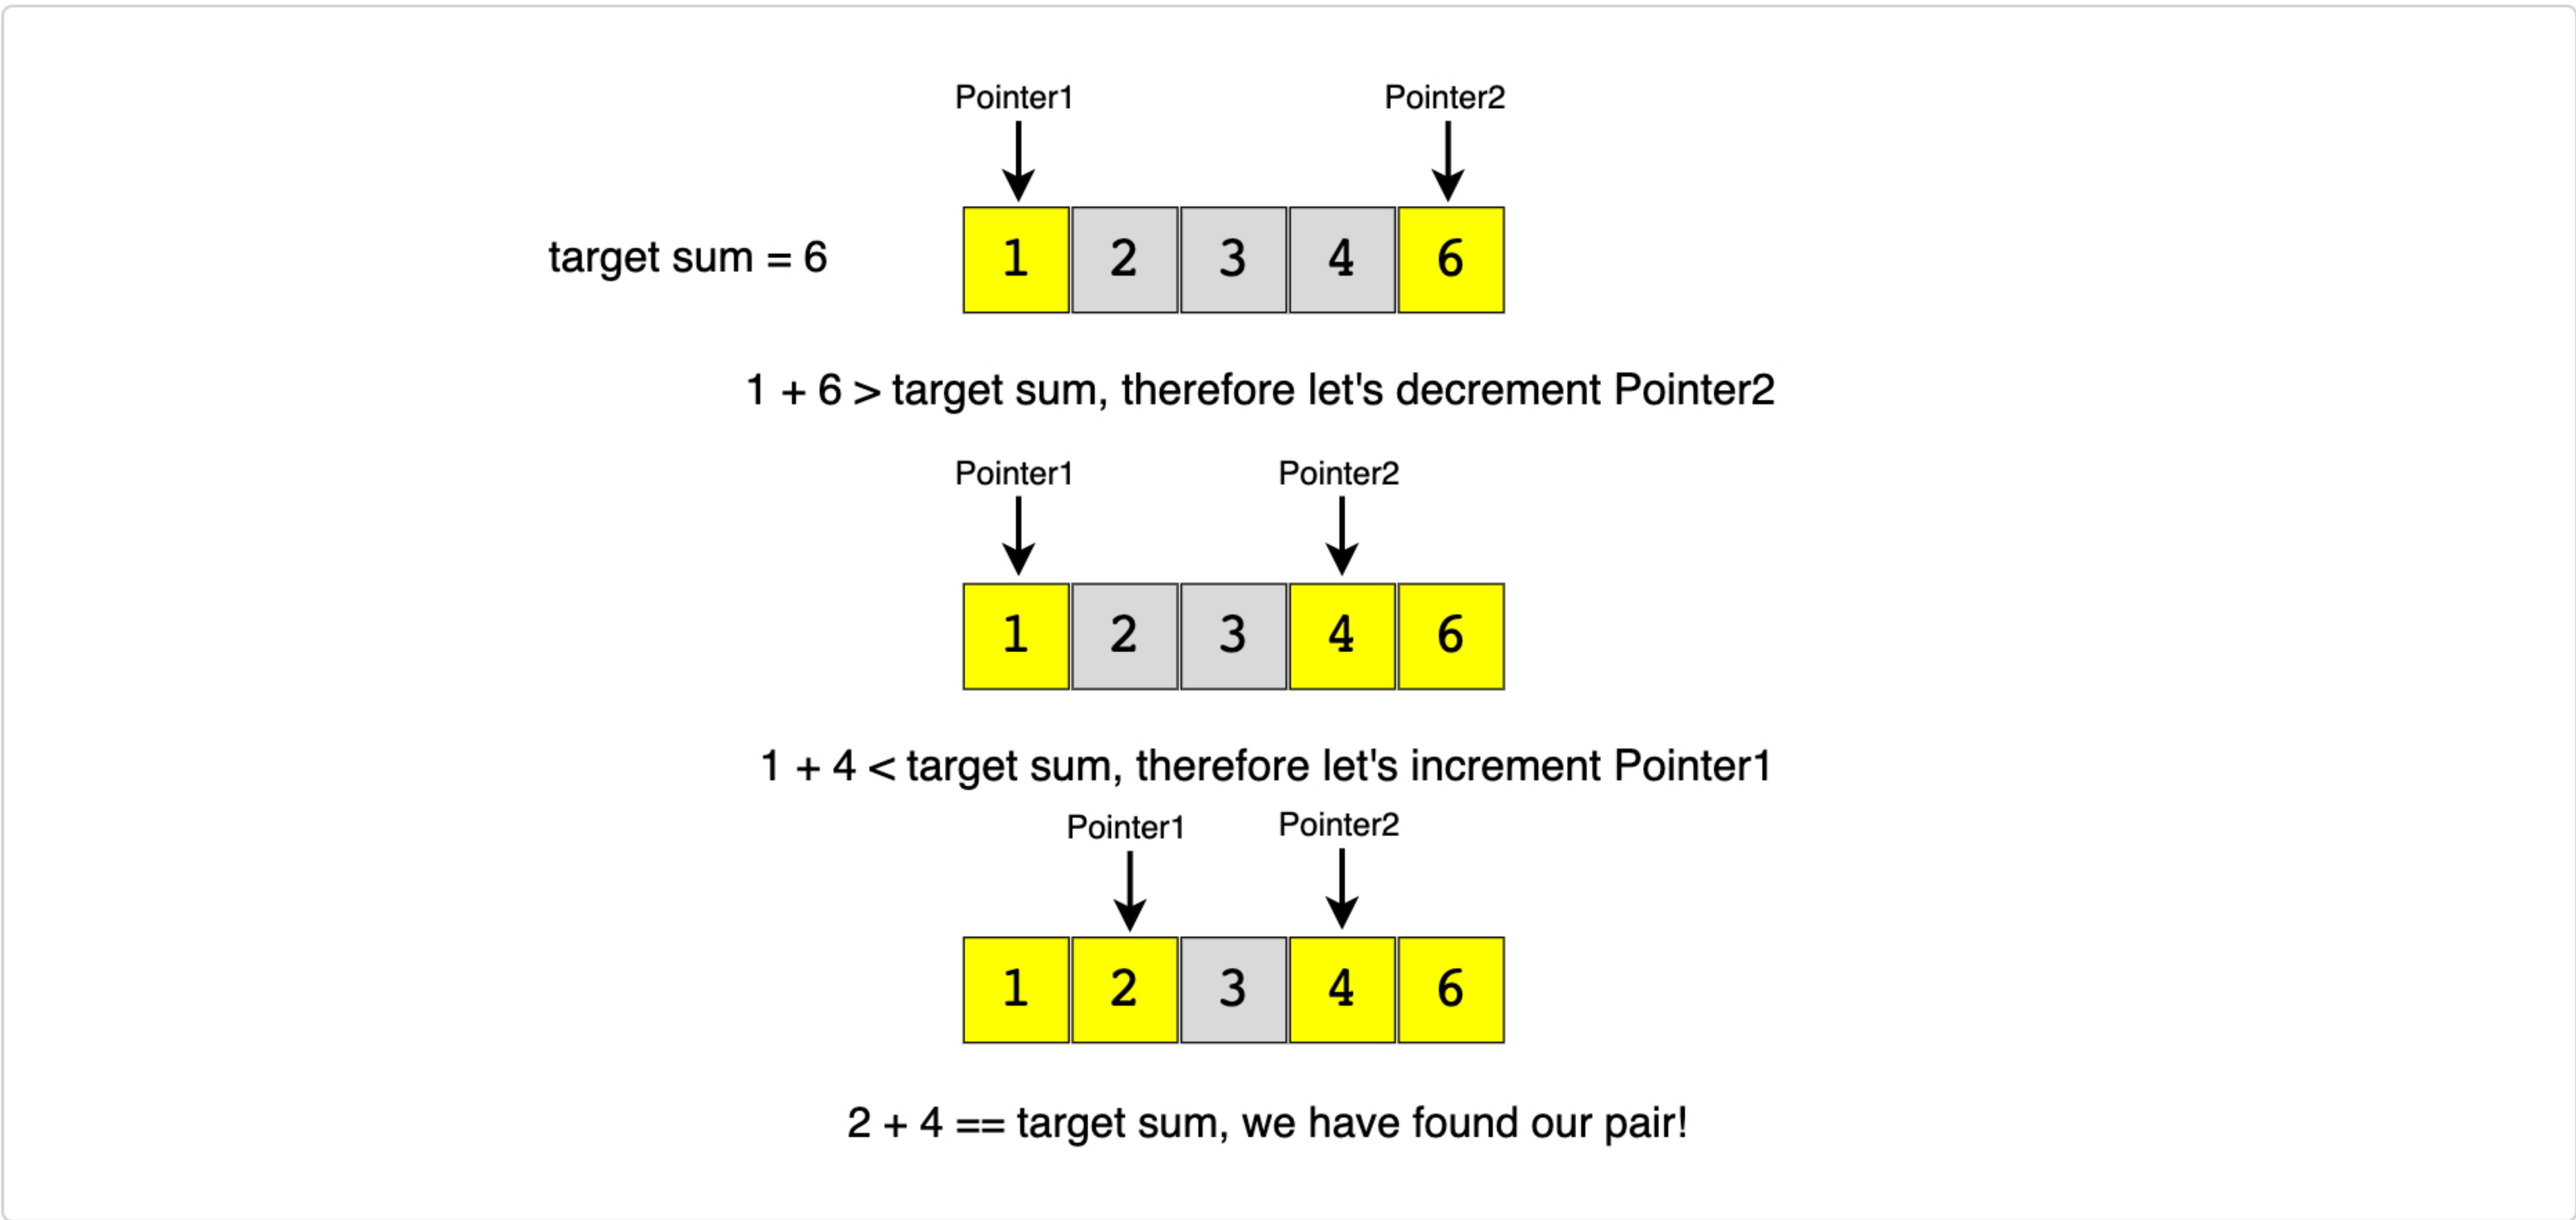 Pointer1 Pointer2
target sum = 6 1 2 3 4 6
1 + 6 > target sum, therefore let's decrement Pointer2
Pointer1 Pointer2
1 2 3 4 6
1 + 4 < target sum, therefore let's increment Pointer1
Pointer1 Pointer2
1 2 3 4 6
2 + 4 == target sum, we have found our pair!